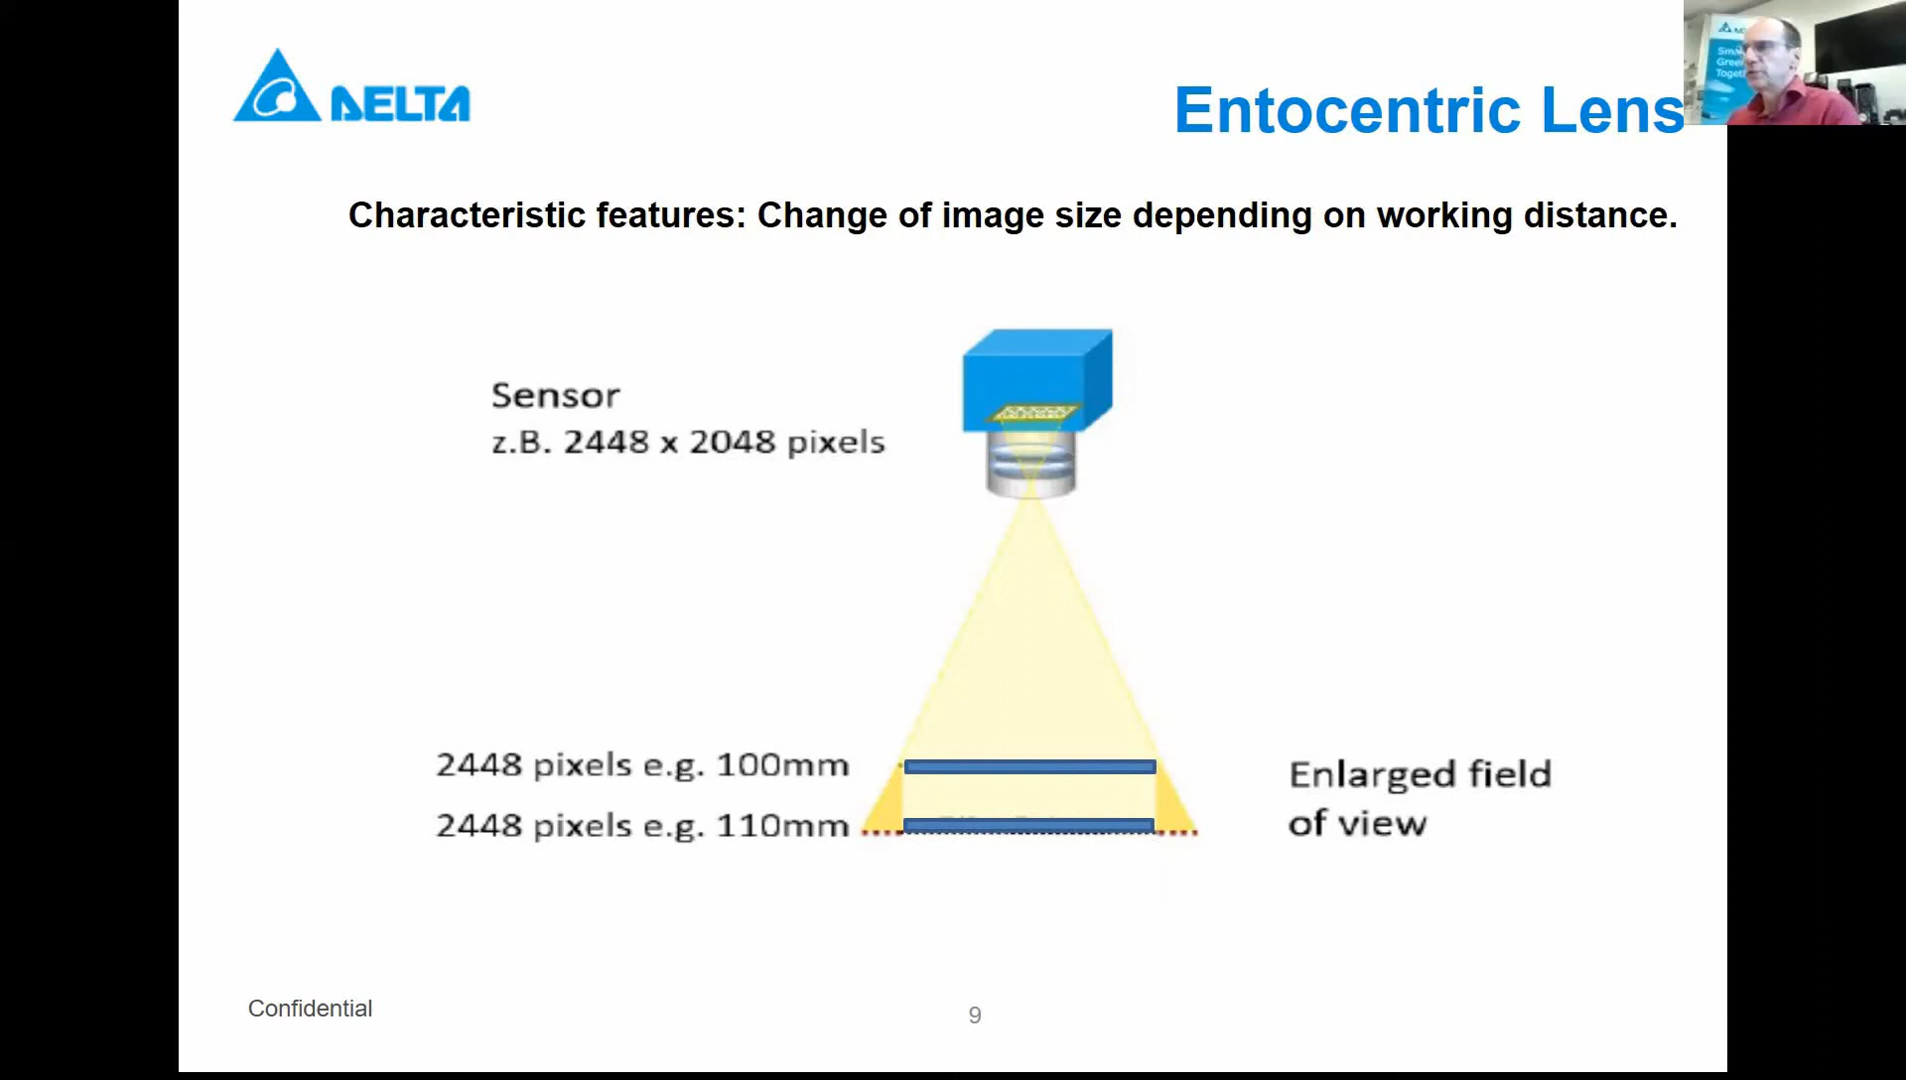 DELTA
Entocentric Lens
Characteristic features: Change of image size depending on working distance.
Sensor
z.B. 2448 x 2048 pixels
2448 pixels e.g. 100mm
2448 pixels e.g. 110mm
Enlarged field
of view
Confidential
9